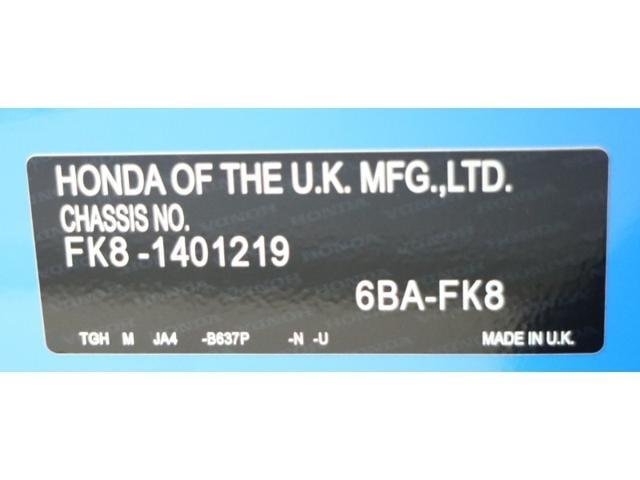 HONDA OF THE U.K. MFG.,LTD.
CHASSIS NO.
FK8-1401219
6BA-FK8
TGH M JA4 -B637P -N -U MADE IN U.K.